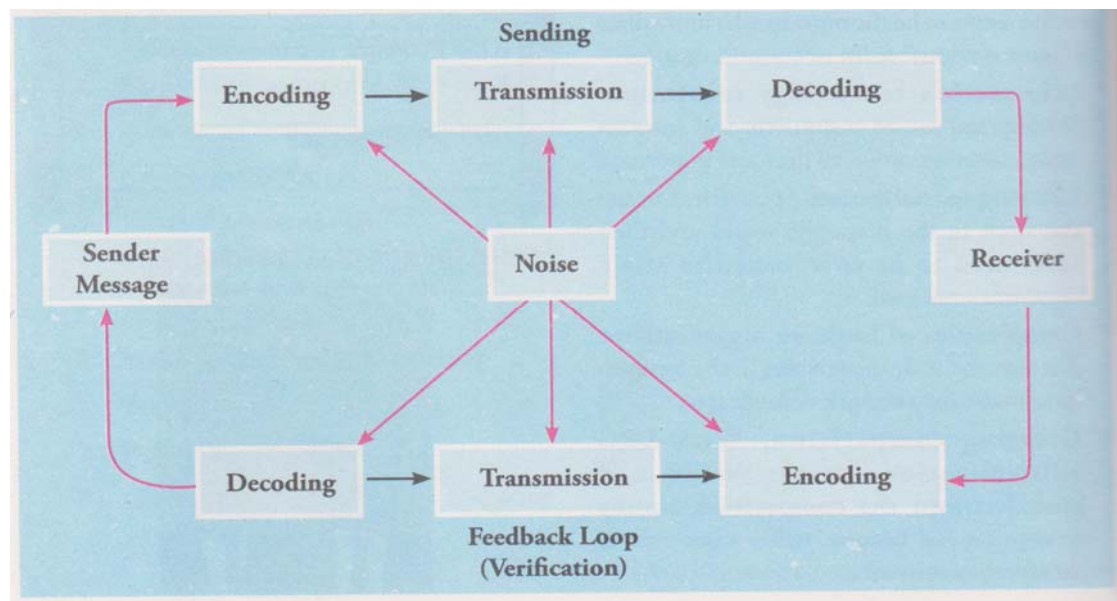 Sending
Encoding
Transmission
Decoding
Sender
Message
Noise
Receiver
Decoding
Transmission
Encoding
Feedback Loop
(Verification)